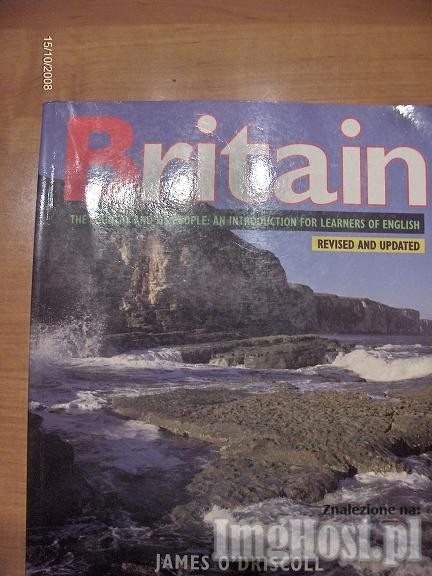 15/10/2008
Britain
THE COUNTRY AND ITS PEOPLE: AN INTRODUCTION FOR LEARNERS OF ENGLISH
REVISED AND UPDATED
Znalezione na:
ImgHost.pl
JAMES O'DRISCOLL